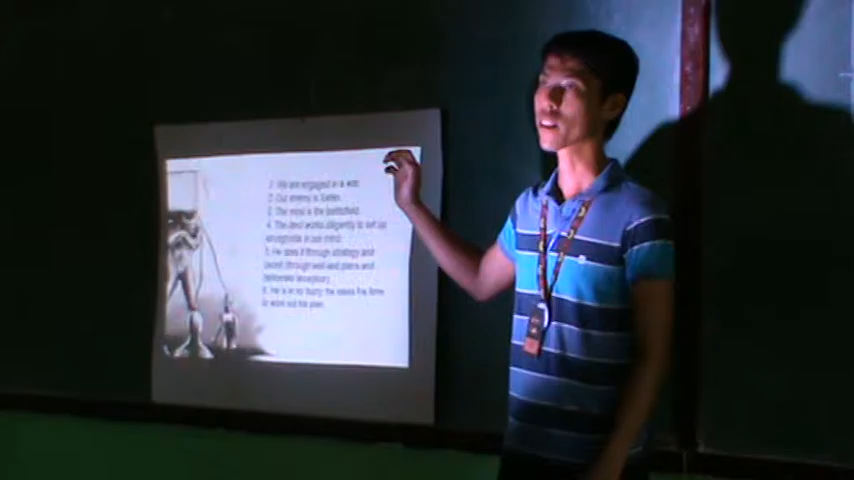 1. We are engaged in a war.
2. Our enemy is Satan.
3. The mind is the battlefield.
4. The devil works diligently to set up
strongholds in our mind.
5. He does it through strategy and
deceit (through well-laid plans and
deliberate deception).
6. He is in no hurry; he takes his time
to work out his plan.